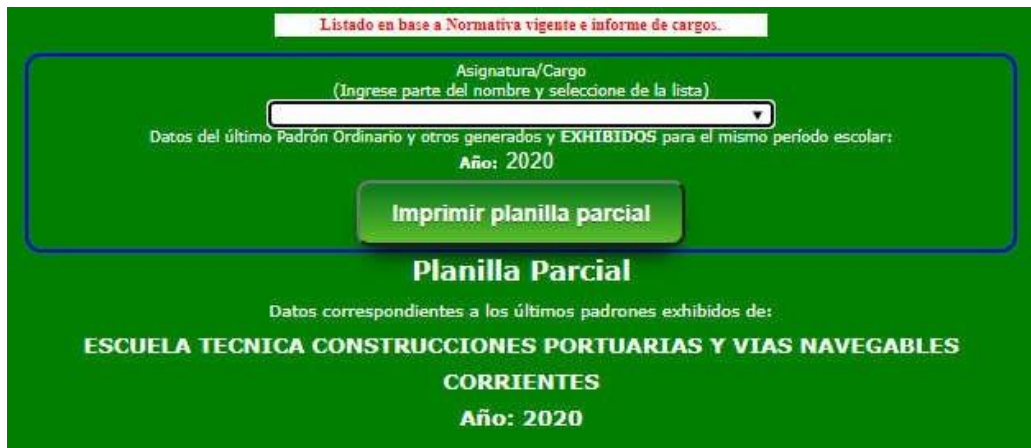 Listado en base a Normativa vigente e informe de cargos.
Asignatura/Cargo
(Ingrese parte del nombre y seleccione de la lista)
Datos del último Padrón Ordinario y otros generados y EXHIBIDOS para el mismo período escolar:
Año: 2020
Imprimir planilla parcial
Planilla Parcial
Datos correspondientes a los últimos padrones exhibidos de:
ESCUELA TECNICA CONSTRUCCIONES PORTUARIAS Y VIAS NAVEGABLES
CORRIENTES
Año: 2020